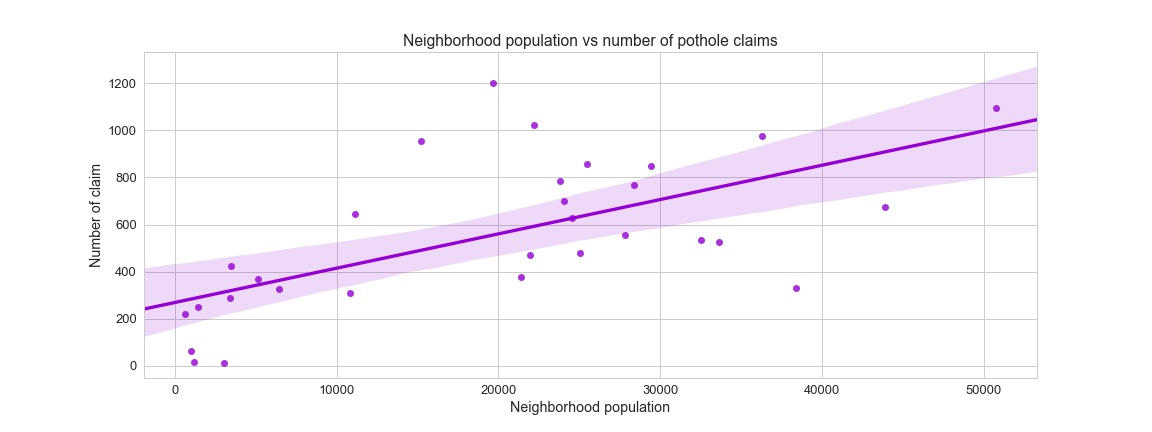 Neighborhood population vs number of pothole claims
1200
1000
800
600
400
200
0
Number of claim
0 10000 20000 30000 40000 50000
Neighborhood population